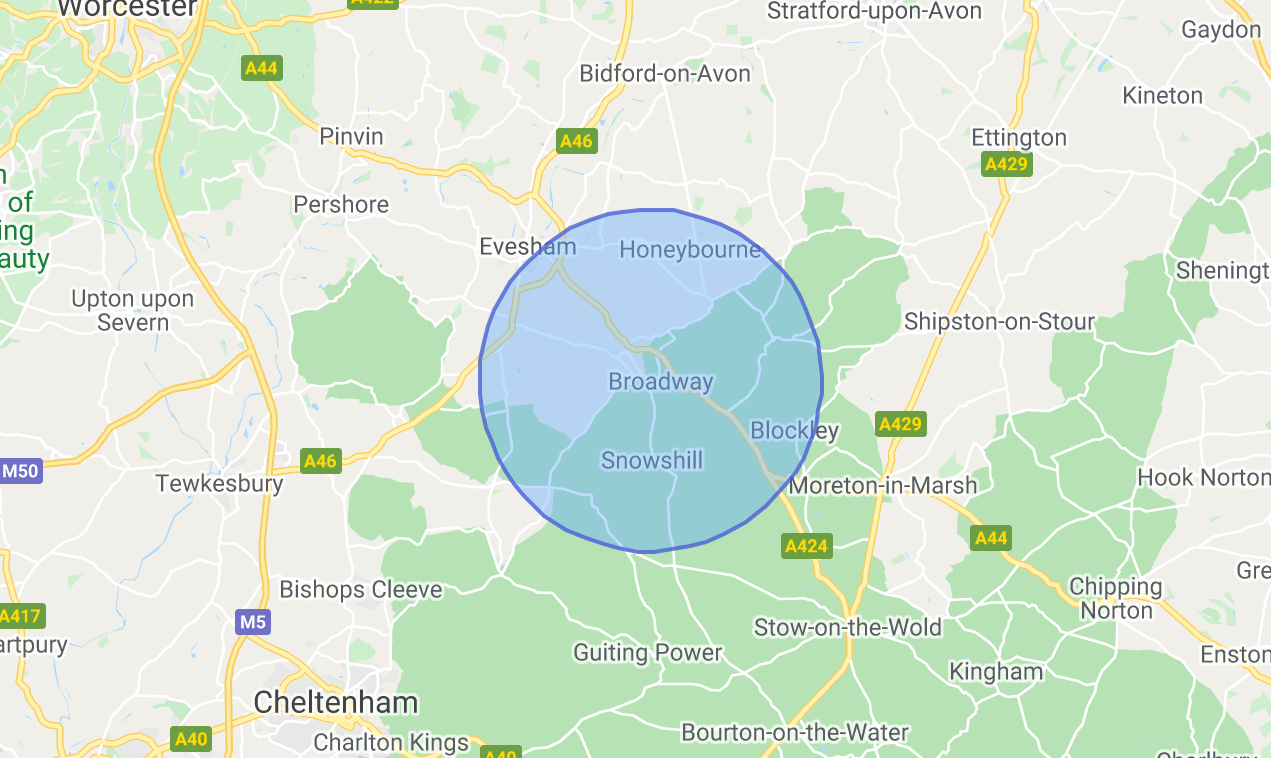 Worcester
A422
Stratford-upon-Avon
Gaydon
A44
Bidford-on-Avon
Kineton
Pinvin
A46
Ettington
A429
n
of
ing
auty
Pershore
Evesham
Honeybourne
Sheningt
Upton upon
Severn
Shipston-on-Stour
Broadway
A429
Blockley
M50
A46
Snowshill
Tewkesbury
Moreton-in-Marsh
Hook Norton
A424
A44
Bishops Cleeve
Gre
Chipping
Norton
A417
M5
artpury
Stow-on-the-Wold
Guiting Power
Enston
Kingham
Cheltenham
Bourton-on-the-Water
A40
Charlton Kings
A40
Charlbury